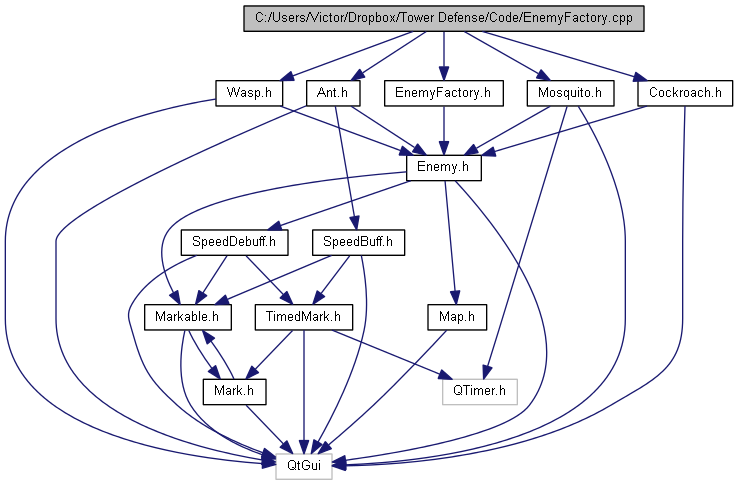 C:/Users/Victor/Dropbox/Tower Defense/Code/EnemyFactory.cpp
Wasp.h
Ant.h
EnemyFactory.h
Mosquito.h
Cockroach.h
Enemy.h
SpeedDebuff.h
SpeedBuff.h
Markable.h
TimedMark.h
Map.h
Mark.h
QTimer.h
QtGui